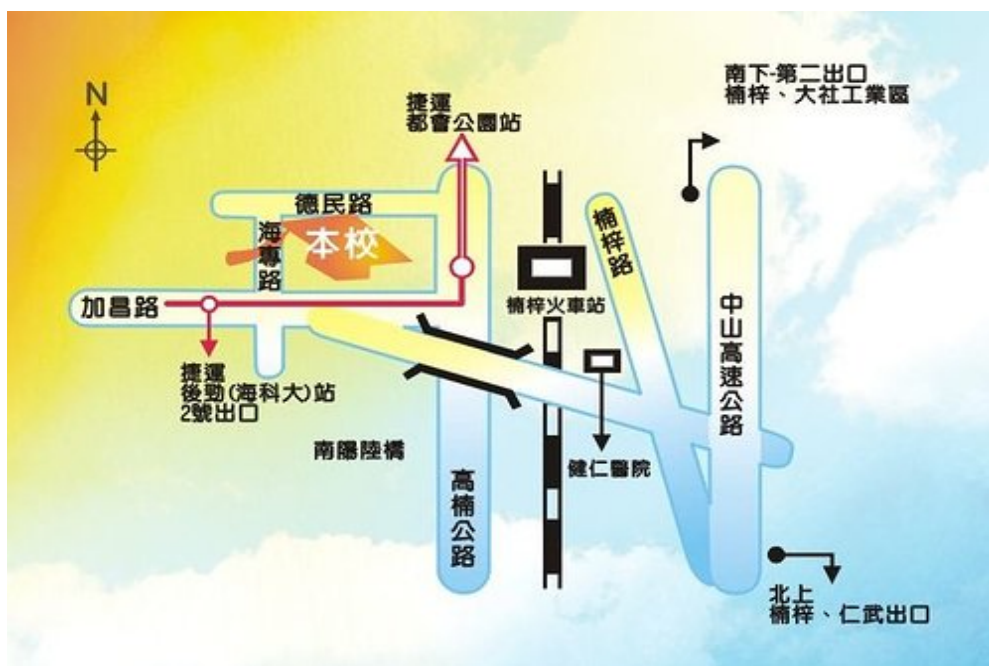 南下-第二出口
楠梓、大社工業區
N
捷運
都會公園站
德民路
海專路
本校
楠梓路
加昌路
楠梓火車站
中山高速公路
捷運
後勁(海科大)站
2號出口
南陽陸橋
健仁醫院
高楠公路
北上
楠梓、仁武出口